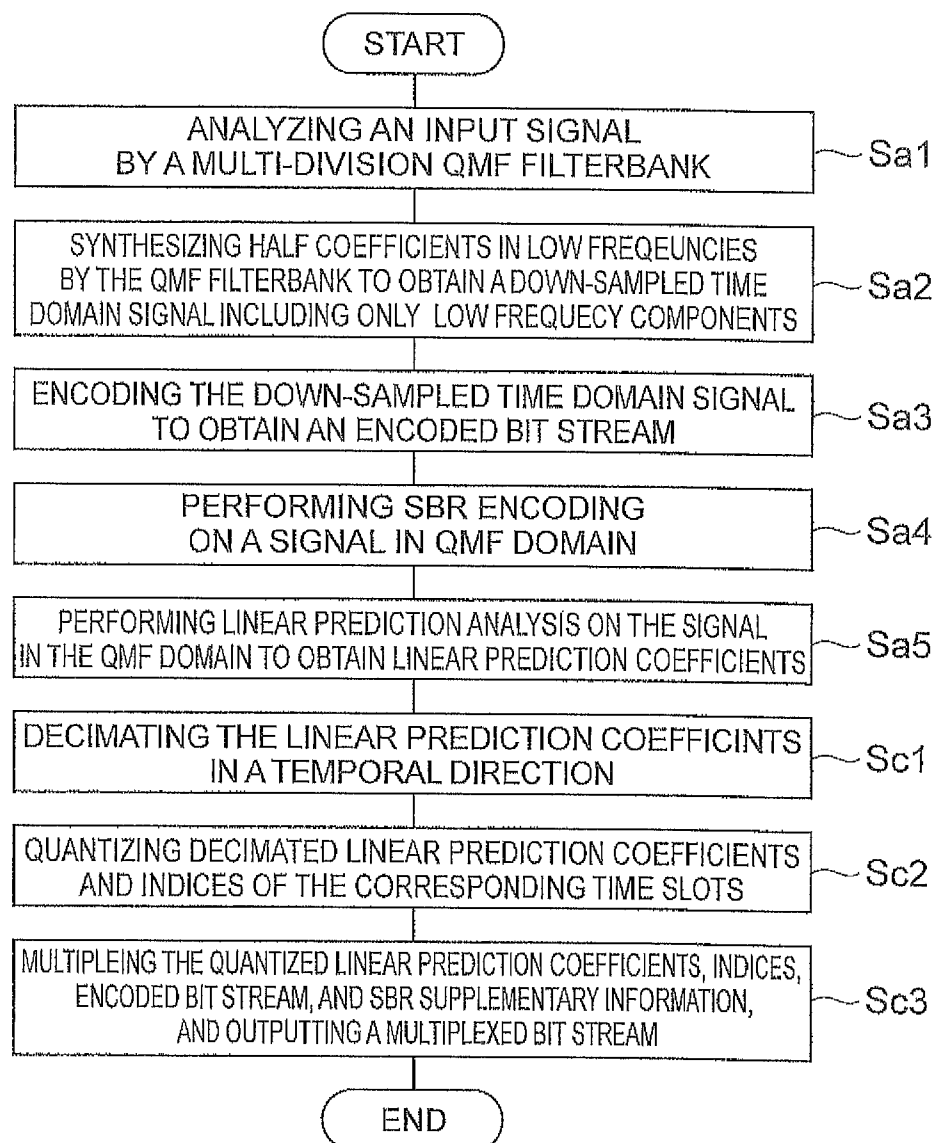 START
ANALYZING AN INPUT SIGNAL
BY A MULTI-DIVISION QMF FILTERBANK
Sa1
SYNTHESIZING HALF COEFFICIENTS IN LOW FREQEUNCIES
BY THE QMF FILTERBANK TO OBTAIN A DOWN-SAMPLED TIME
DOMAIN SIGNAL INCLUDING ONLY LOW FREQUECY COMPONENTS
Sa2
ENCODING THE DOWN-SAMPLED TIME DOMAIN SIGNAL
TO OBTAIN AN ENCODED BIT STREAM
Sa3
PERFORMING SBR ENCODING
ON A SIGNAL IN QMF DOMAIN
Sa4
PERFORMING LINEAR PREDICTION ANALYSIS ON THE SIGNAL
IN THE QMF DOMAIN TO OBTAIN LINEAR PREDICTION COEFFICIENTS
Sa5
DECIMATING THE LINEAR PREDICTION COEFFICINTS
IN A TEMPORAL DIRECTION
Sc1
QUANTIZING DECIMATED LINEAR PREDICTION COEFFICIENTS
AND INDICES OF THE CORRESPONDING TIME SLOTS
Sc2
MULTIPLEING THE QUANTIZED LINEAR PREDICTION COEFFICIENTS, INDICES,
ENCODED BIT STREAM, AND SBR SUPPLEMENTARY INFORMATION,
AND OUTPUTTING A MULTIPLEXED BIT STREAM
Sc3
END